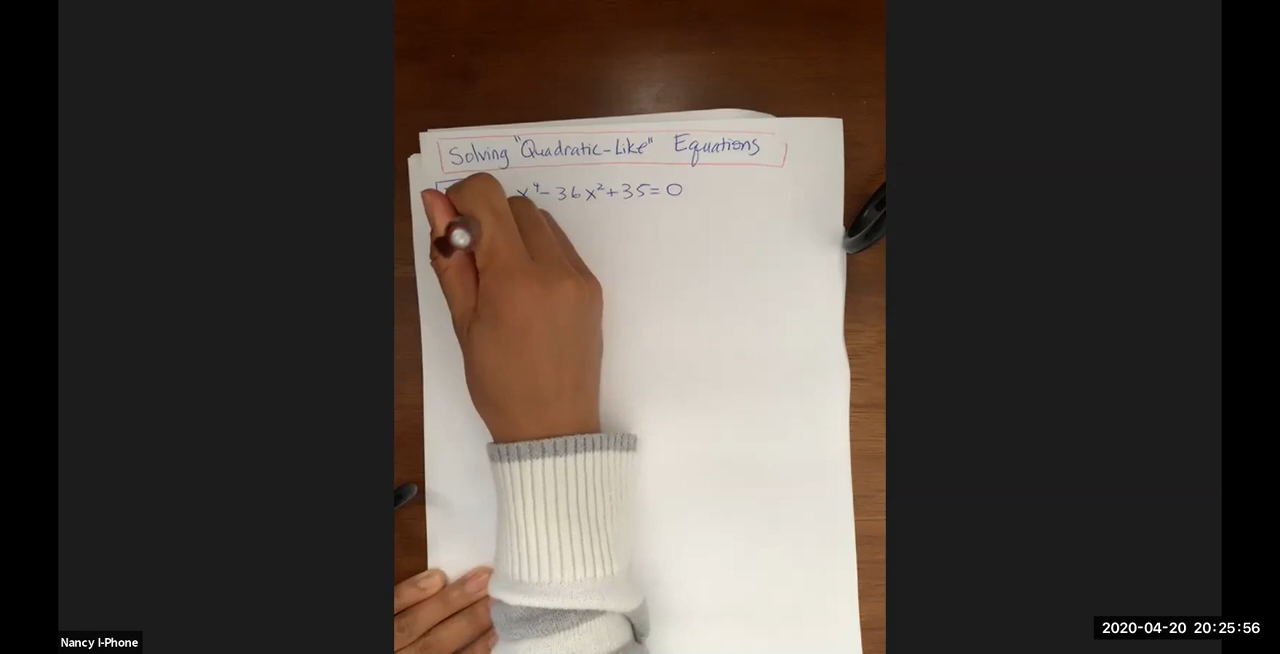 Solving "Quadratic-Like" Equations
x⁴- 36x²+35=0
Nancy I-Phone
2020-04-20 20:25:56